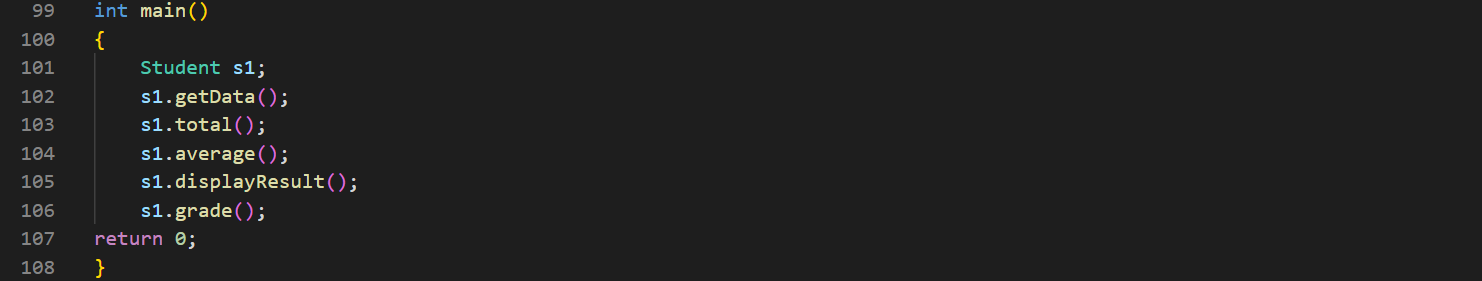 99 int main()
100 {
101 Student s1;
102 s1.getData();
103 s1.total();
104 s1.average();
105 s1.displayResult();
106 s1.grade();
107 return 0;
108 }